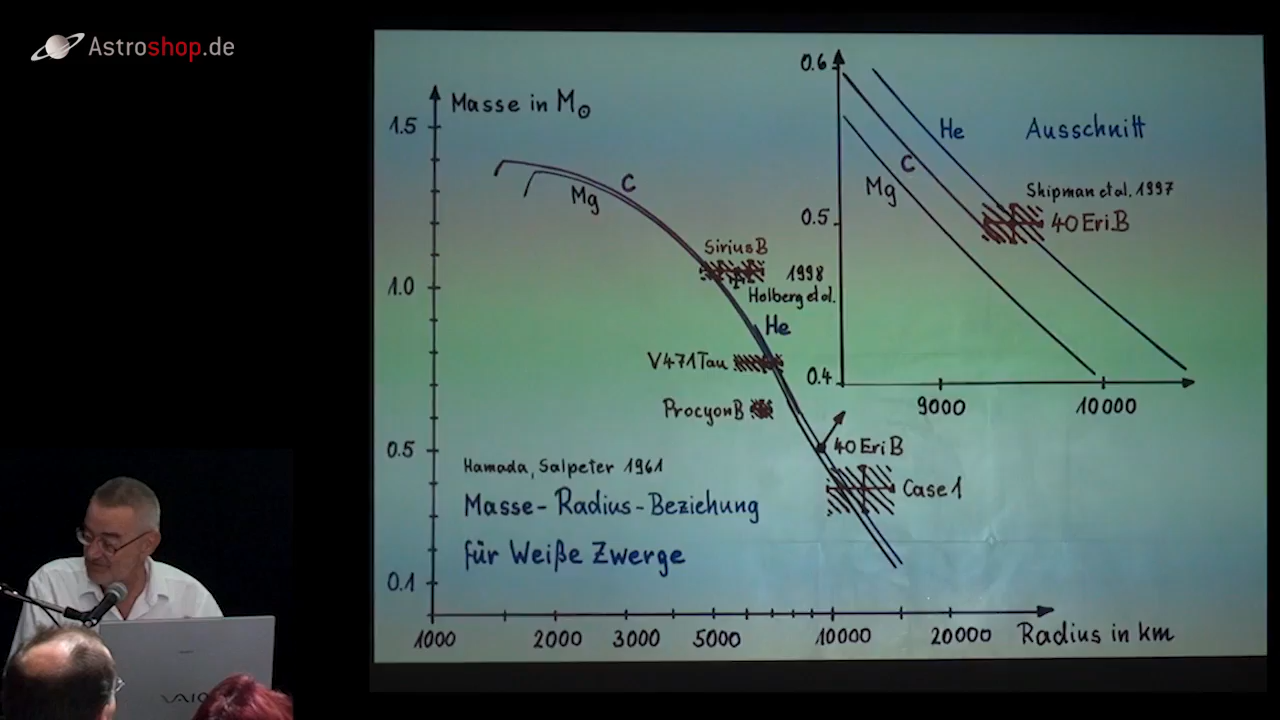 Astroshop.de
Masse in M☉
1.5
1.0
0.5
0.1
C
Mg
Sirius B
1998
Holberg et al.
He
V471 Tau
Procyon B
40 Eri B
Case 1
Hamada, Salpeter 1961
Masse-Radius-Beziehung
für Weiße Zwerge
1000 2000 3000 5000 10000 20000 Radius in km
0.6
0.5
0.4
He
C
Mg
Ausschnitt
Shipman et al. 1997
40 Eri.B
9000 10000
VAIO